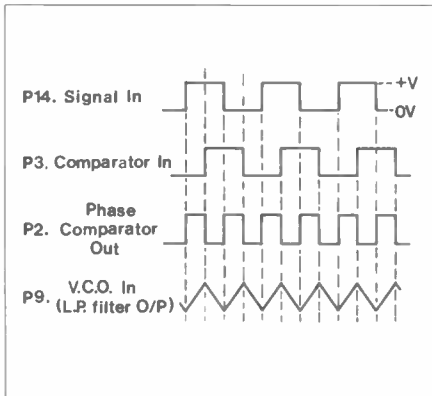 +V
P14. Signal In
0V
P3. Comparator In
Phase
P2. Comparator
Out
P9. V.C.O. In
(L.P. filter O/P)